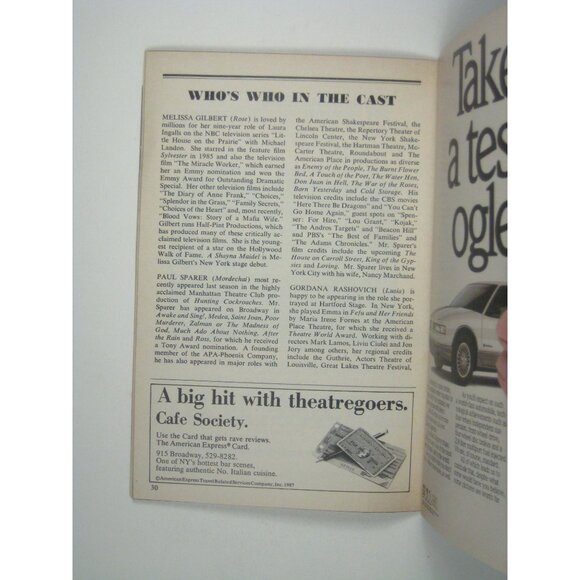 WHO'S WHO IN THE CAST
MELISSA GILBERT (Rose) is loved by
millions for her nine-year role of Laura
Ingalls on the NBC television series "Lit-
tle House on the Prairie" with Michael
Landon. She starred in the feature film
Sylvester in 1985 and also the television
film "The Miracle Worker," which earned
her an Emmy nomination and won the
Emmy Award for Outstanding Dramatic
Special. Her other television films include
"The Diary of Anne Frank," "Choices,"
"Splendor in the Grass," "Family Secrets,"
"Choices of the Heart" and, most recently,
"Blood Vows: Story of a Mafia Wife."
Gilbert runs Half-Pint Productions, which
has produced many of these critically ac-
claimed television films. She is the young-
est recipient of a star on the Hollywood
Walk of Fame. A Shayna Maidel is Me-
lissa Gilbert's New York stage debut.
PAUL SPARER (Mordechai) most re-
cently appeared last season in the highly
acclaimed Manhattan Theatre Club pro-
duction of Hunting Cockroaches. Mr.
Sparer has appeared on Broadway in
Awake and Sing!, Medea, Saint Joan, Poor
Murderer, Zalman or The Madness of
God, Much Ado About Nothing, After
the Rain and Ross, for which he received
a Tony Award nomination. A founding
member of the APA-Phoenix Company,
he has also appeared in major roles with
the American Shakespeare Festival, the
Chelsea Theatre, the Repertory Theater of
Lincoln Center, the New York Shake-
speare Festival, the Hartman Theatre, Mc-
Carter Theatre, Roundabout and The
American Place in productions as diverse
as Enemy of the People, The Burnt Flower
Bed, A Touch of the Poet, The Water Hen,
Don Juan in Hell, The War of the Roses,
Born Yesterday and Cold Storage. His
television credits include the CBS movies
"Here There Be Dragons" and "You Can't
Go Home Again," guest spots on "Spen-
ser: For Hire," "Lou Grant," "Kojak,"
"The Andros Targets" and "Beacon Hill"
and PBS's "The Best of Families" and
"The Adams Chronicles." Mr. Sparer's
film credits include the upcoming The
House on Carroll Street, King of the Gyp-
sies and Loving. Mr. Sparer lives in New
York City with his wife, Nancy Marchand.
GORDANA RASHOVICH (Lusia) is
happy to be appearing in the role she por-
trayed at Hartford Stage. In New York,
she played Emma in Fefu and Her Friends
by Maria Irene Fornes at the American
Place Theatre, for which she received a
Theatre World Award. Working with di-
rectors Mark Lamos, Liviu Ciulei and Jon
Jory among others, her regional credits
include the Guthrie, Actors Theatre of
Louisville, Great Lakes Theatre Festival,
A big hit with theatregoers.
Cafe Society.
Use the Card that gets rave reviews.
The American Express® Card.
915 Broadway, 529-8282.
One of NY's hottest bar scenes,
featuring authentic No. Italian cuisine.
©American Express Travel Related Services Company, Inc. 1987
30
Take
a tes
ogle